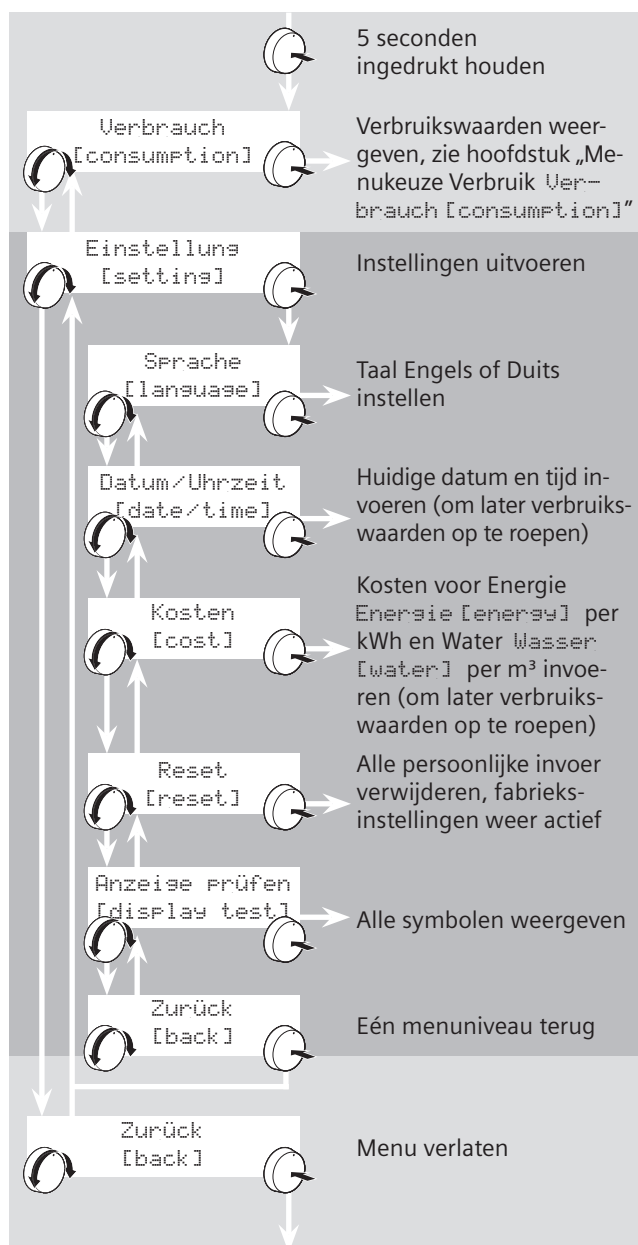 5 seconden
ingedrukt houden
Verbrauch
[consumption]
Verbruikswaarden weer-
geven, zie hoofdstuk „Me-
nukeuze Verbruik Ver-
brauch [consumption]“
Einstellung
[setting]
Instellingen uitvoeren
Sprache
[language]
Taal Engels of Duits
instellen
Datum/Uhrzeit
[date/time]
Huidige datum en tijd in-
voeren (om later verbruiks-
waarden op te roepen)
Kosten
[cost]
Kosten voor Energie
Energie [energy] per
kWh en Water Wasser
[water] per m³ invoe-
ren (om later verbruiks-
waarden op te roepen)
Reset
[reset]
Alle persoonlijke invoer
verwijderen, fabrieks-
instellingen weer actief
Anzeige prüfen
[display test]
Alle symbolen weergeven
Zurück
[back]
Eén menuniveau terug
Zurück
[back]
Menu verlaten